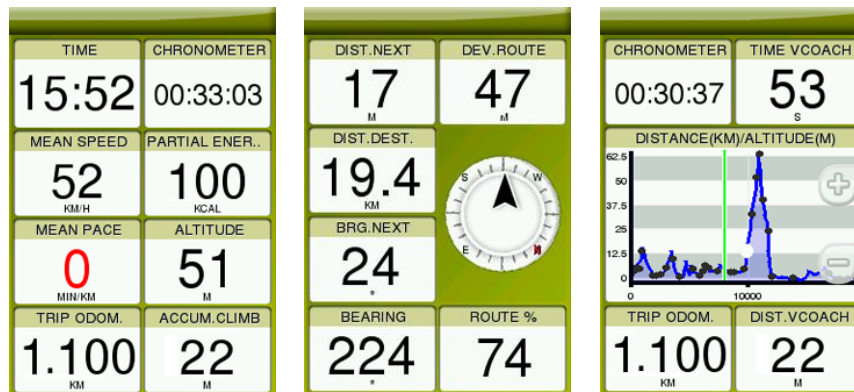 TIME CHRONOMETER
15:52 00:33:03
MEAN SPEED PARTIAL ENER..
52 100
KM/H KCAL
MEAN PACE ALTITUDE
0 51
MIN/KM M
TRIP ODOM. ACCUM.CLIMB
1.100 22
KM M
DIST.NEXT DEV.ROUTE
17 47
M M
DIST.DEST.
19.4
KM
S W
BRG.NEXT
24
°
E N
BEARING ROUTE %
224 74
°
CHRONOMETER TIME VCOACH
00:30:37 53
S
DISTANCE(KM)/ALTITUDE(M)
62.5
50
37.5
25
12.5
0
0 10000
TRIP ODOM. DIST.VCOACH
1.100 22
KM M